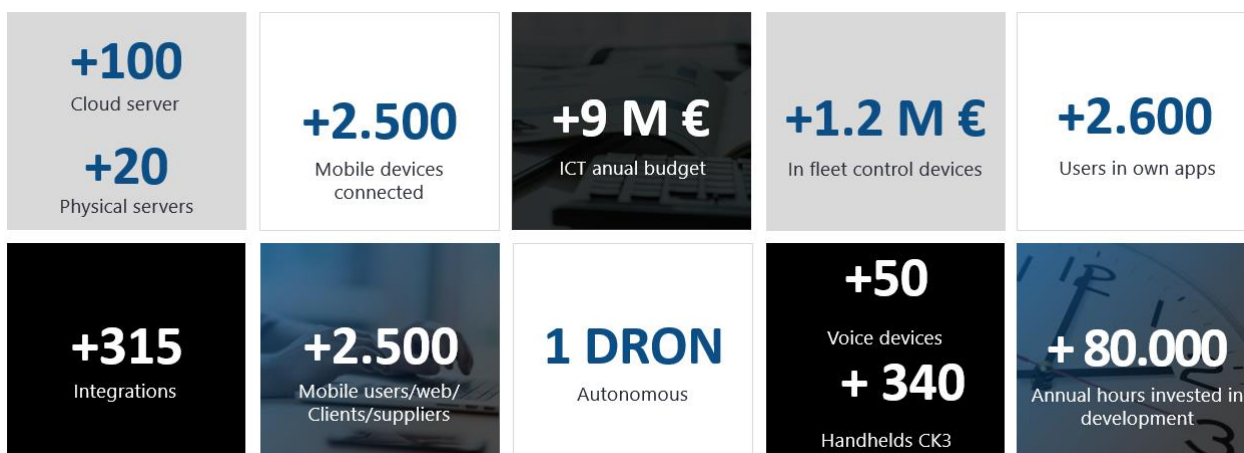 +100
Cloud server
+20
Physical servers
+2.500
Mobile devices
connected
+9 M €
ICT anual budget
+1.2 M €
In fleet control devices
+2.600
Users in own apps
+315
Integrations
+2.500
Mobile users/web/
Clients/suppliers
1 DRON
Autonomous
+50
Voice devices
+ 340
Handhelds CK3
+ 80.000
Annual hours invested in
development